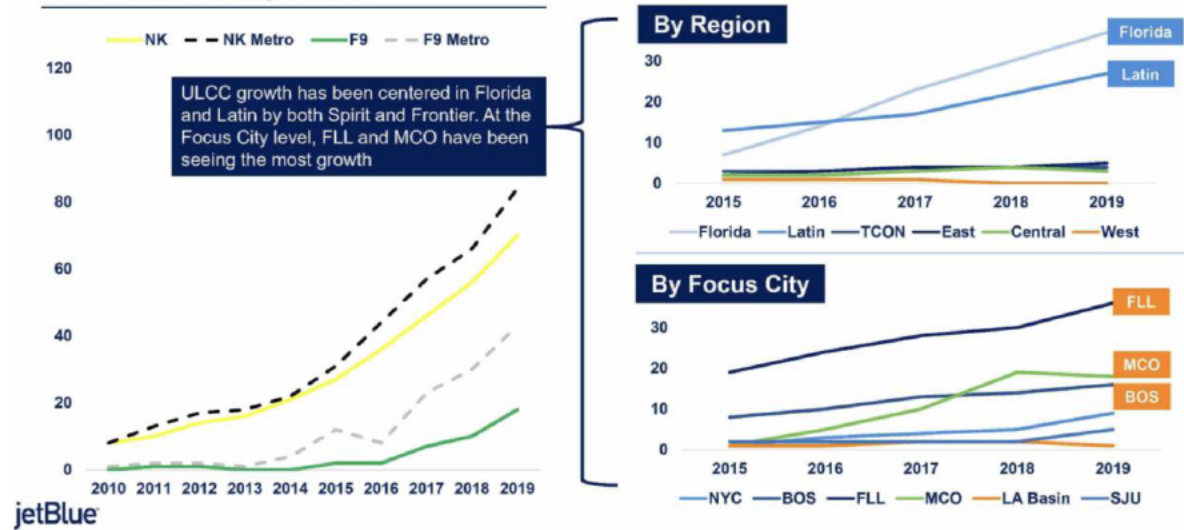 NK NK Metro F9 F9 Metro
120
100
80
60
40
20
0
2010 2011 2012 2013 2014 2015 2016 2017 2018 2019
jetBlue
ULCC growth has been centered in Florida
and Latin by both Spirit and Frontier. At the
Focus City level, FLL and MCO have been
seeing the most growth
By Region
Florida
Latin
30
20
10
0
2015 2016 2017 2018 2019
Florida Latin TCON East Central West
By Focus City
FLL
MCO
BOS
30
20
10
0
2015 2016 2017 2018 2019
NYC BOS FLL MCO LA Basin SJU